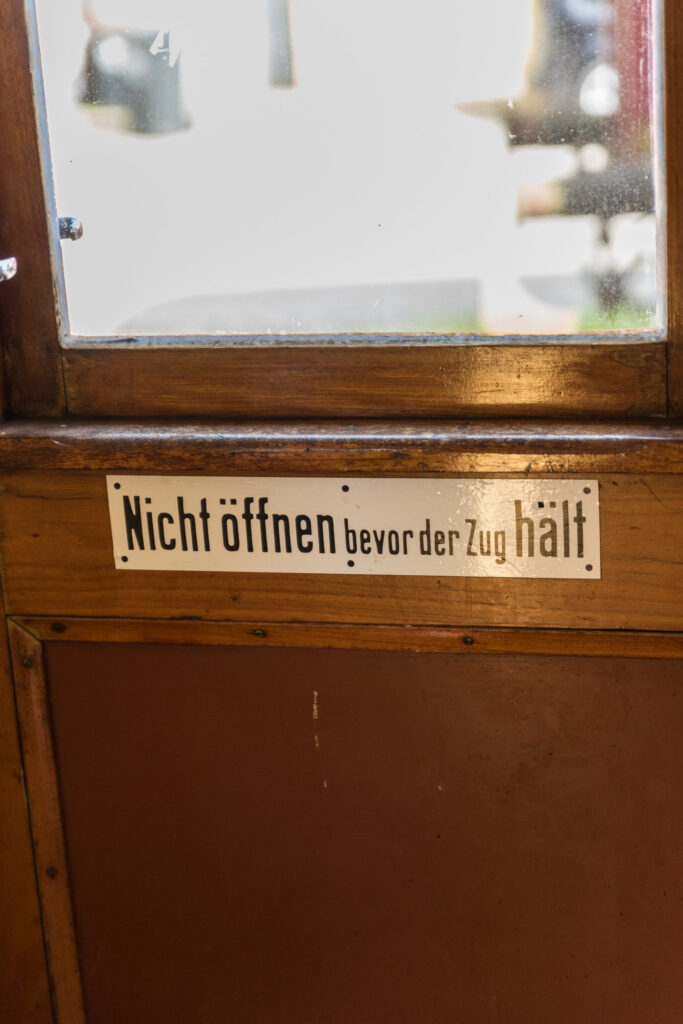 Nicht öffnen bevor der Zug hält